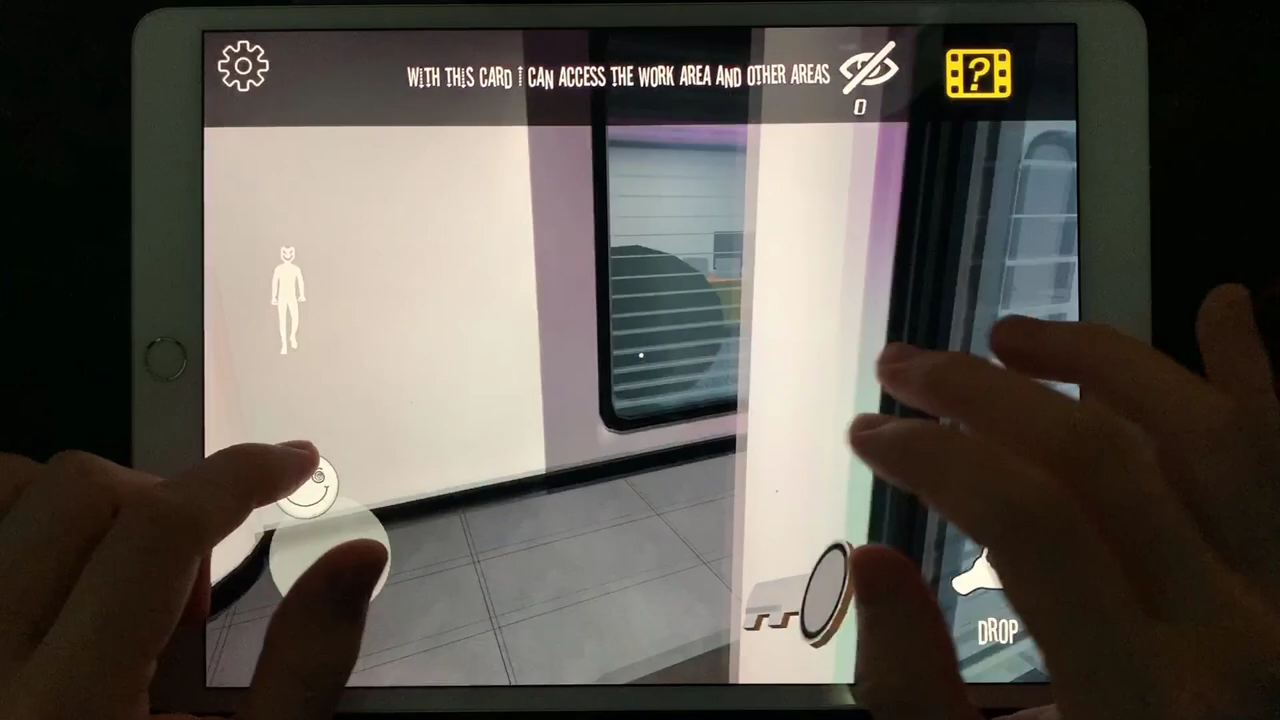 WITH THIS CARD I CAN ACCESS THE WORK AREA AND OTHER AREAS
0
?
DROP